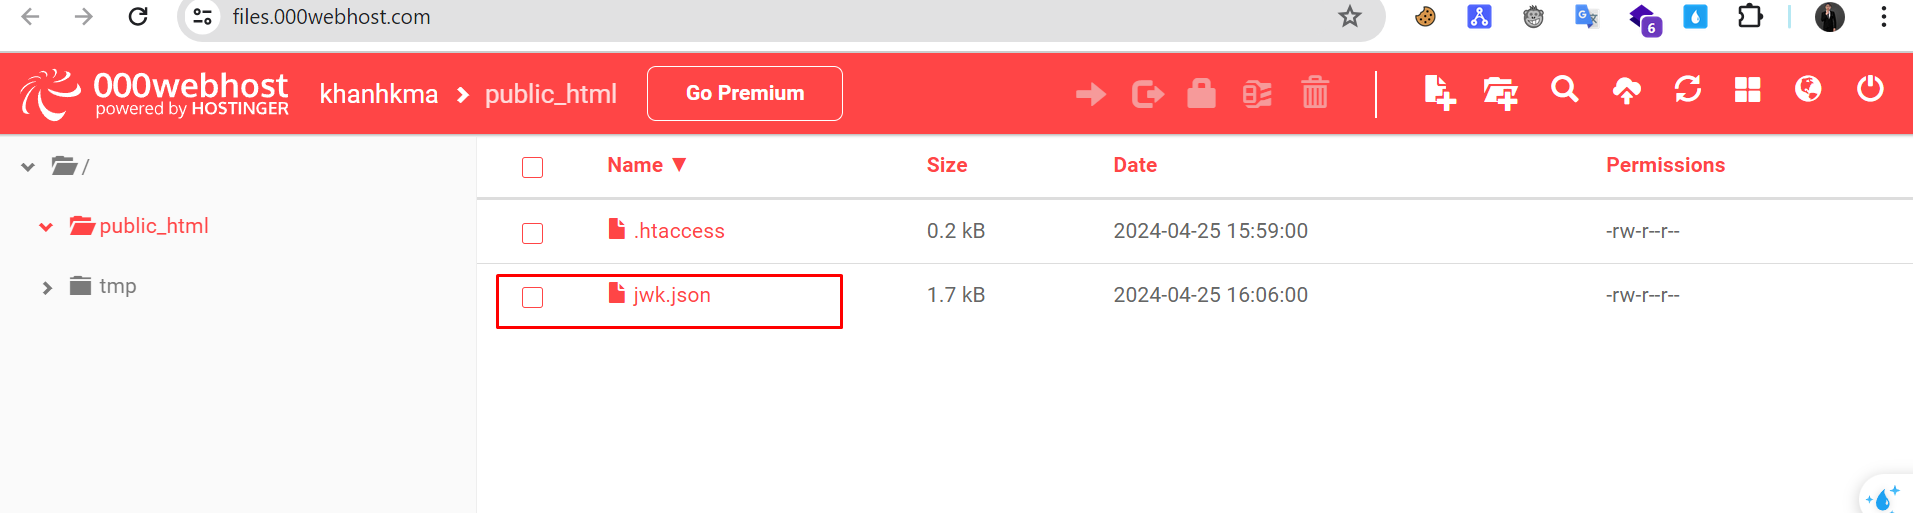 files.000webhost.com
6
000webhost
powered by HOSTINGER
khanhkma
public_html
Go Premium
/
public_html
tmp
Name ▼ Size Date Permissions
.htaccess 0.2 kB 2024-04-25 15:59:00 -rw-r--r--
jwk.json 1.7 kB 2024-04-25 16:06:00 -rw-r--r--